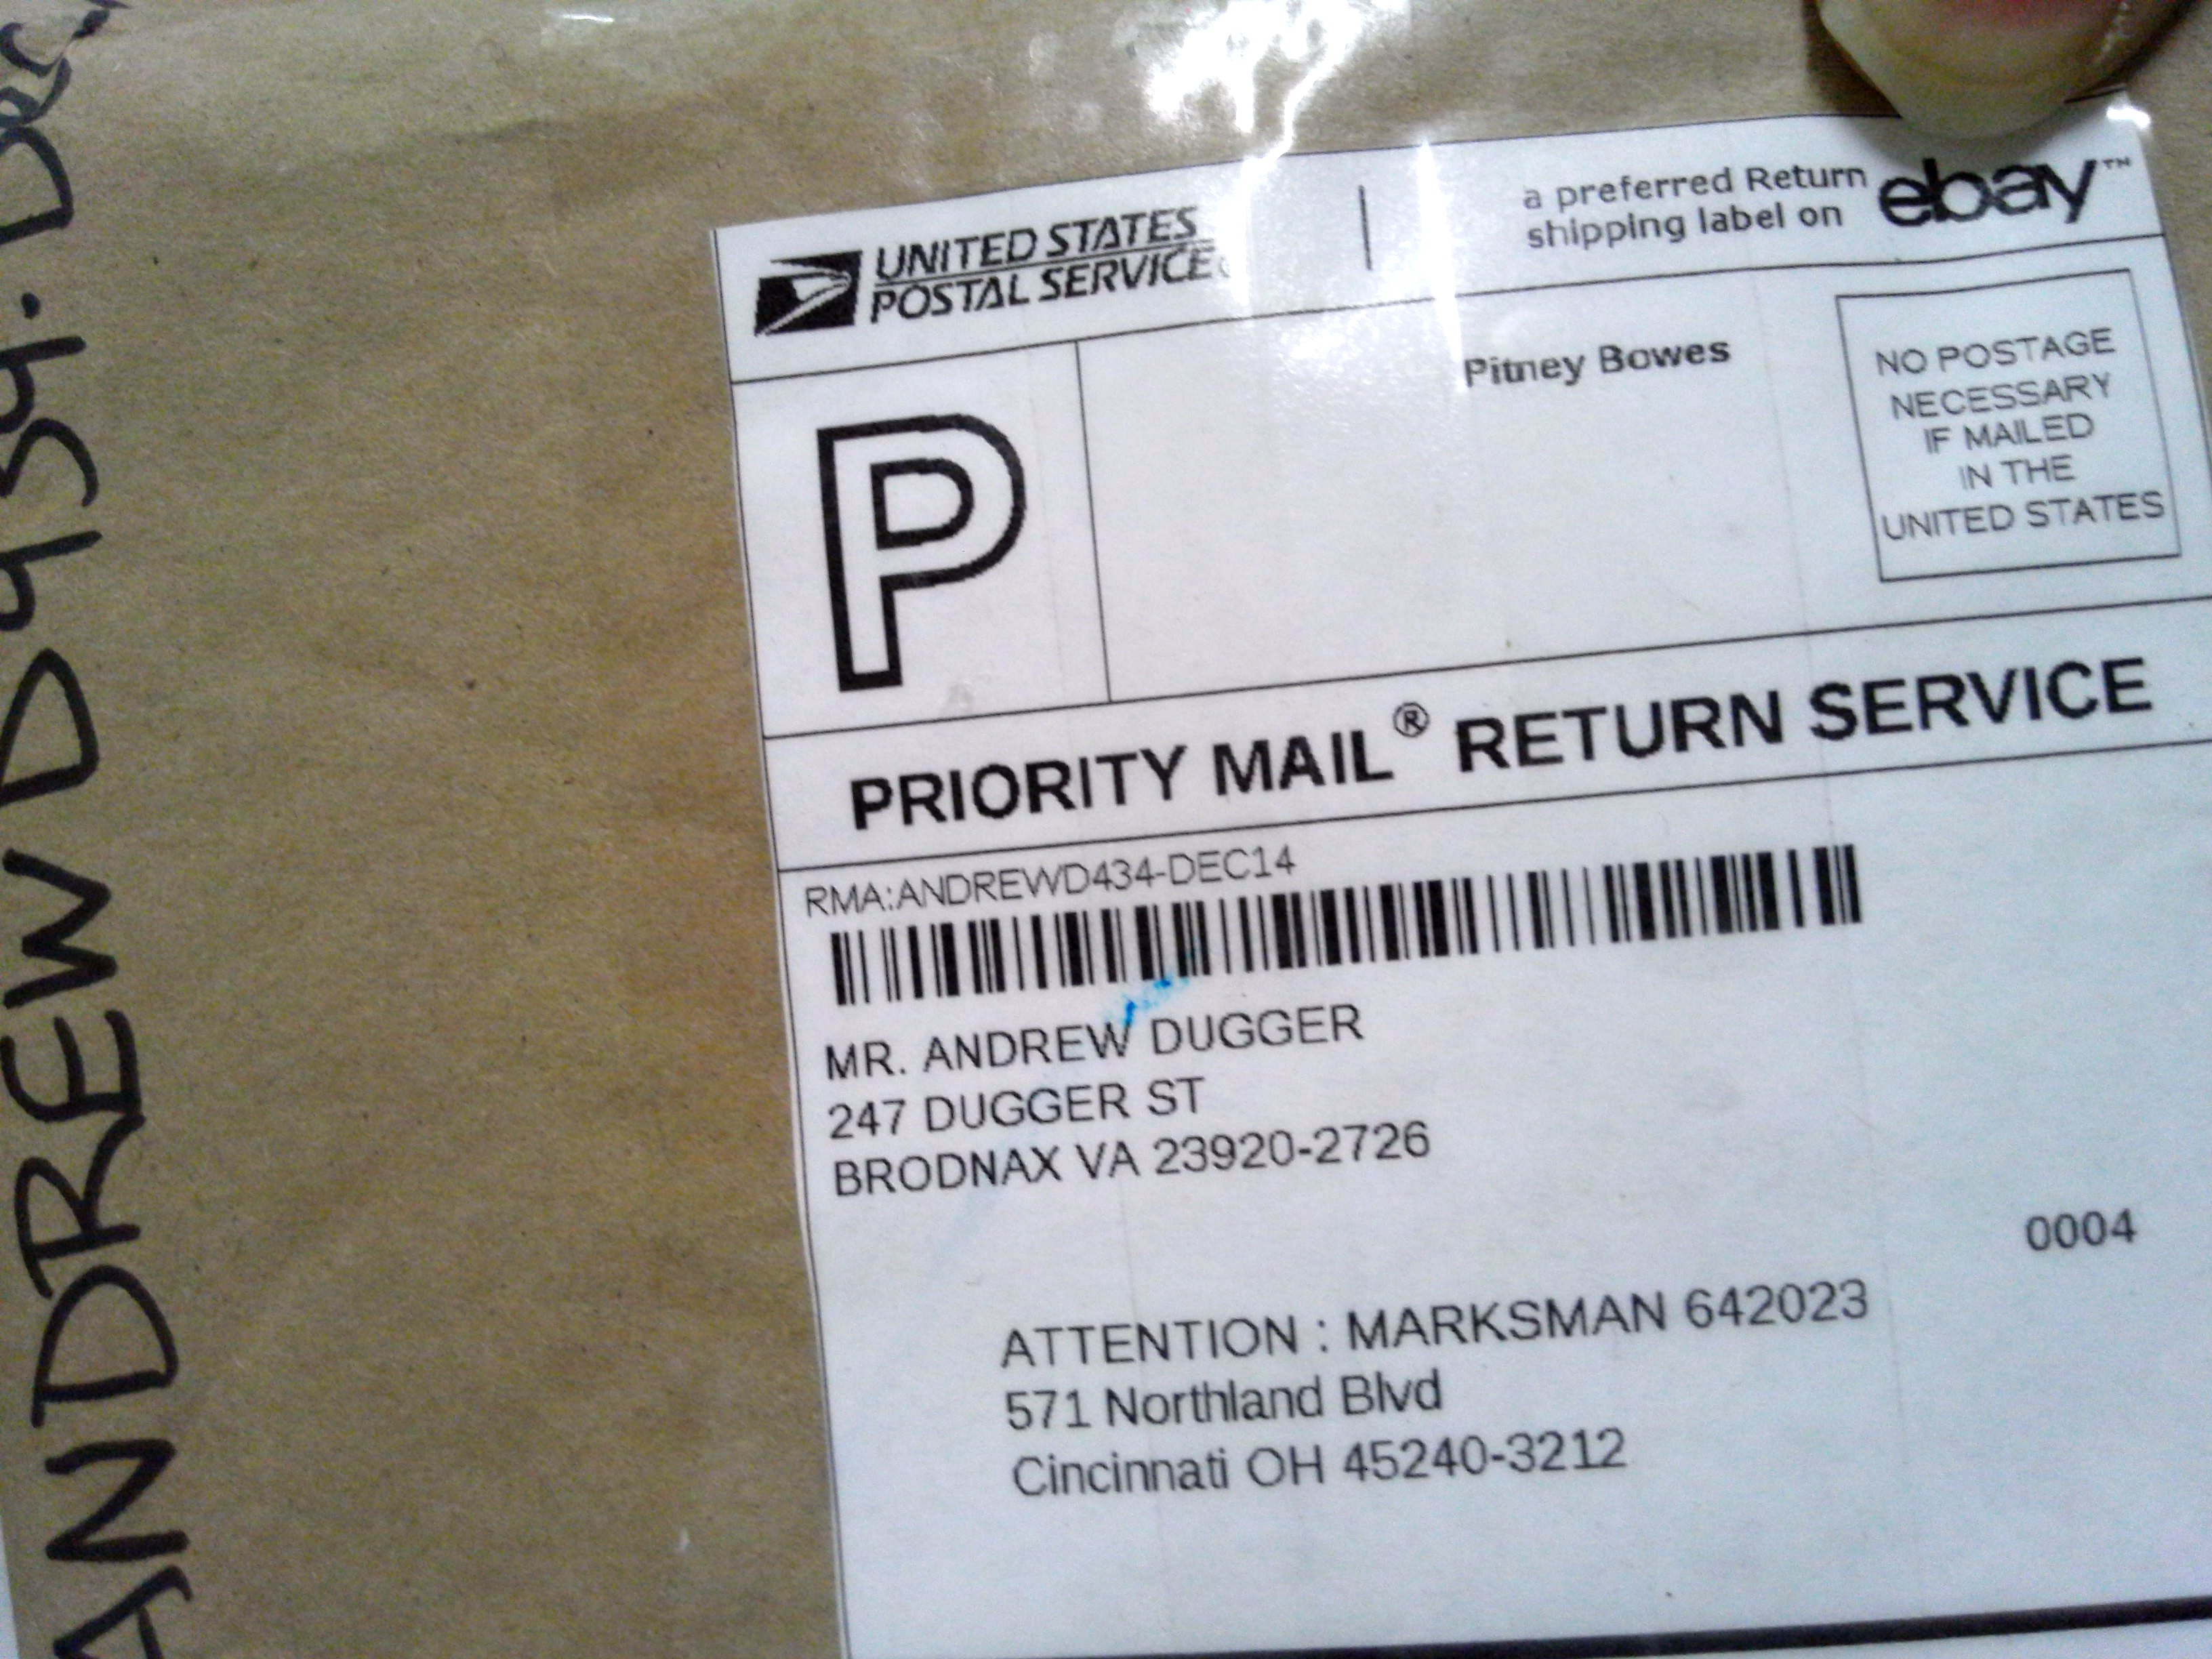 UNITED STATES
POSTAL SERVICE
a preferred Return
shipping label on
ebay™
Pitney Bowes
NO POSTAGE
NECESSARY
IF MAILED
IN THE
UNITED STATES
P
PRIORITY MAIL® RETURN SERVICE
RMA:ANDREWD434-DEC14
MR. ANDREW DUGGER
247 DUGGER ST
BRODNAX VA 23920-2726
0004
ATTENTION : MARKSMAN 642023
571 Northland Blvd
Cincinnati OH 45240-3212
ANDREWD434.